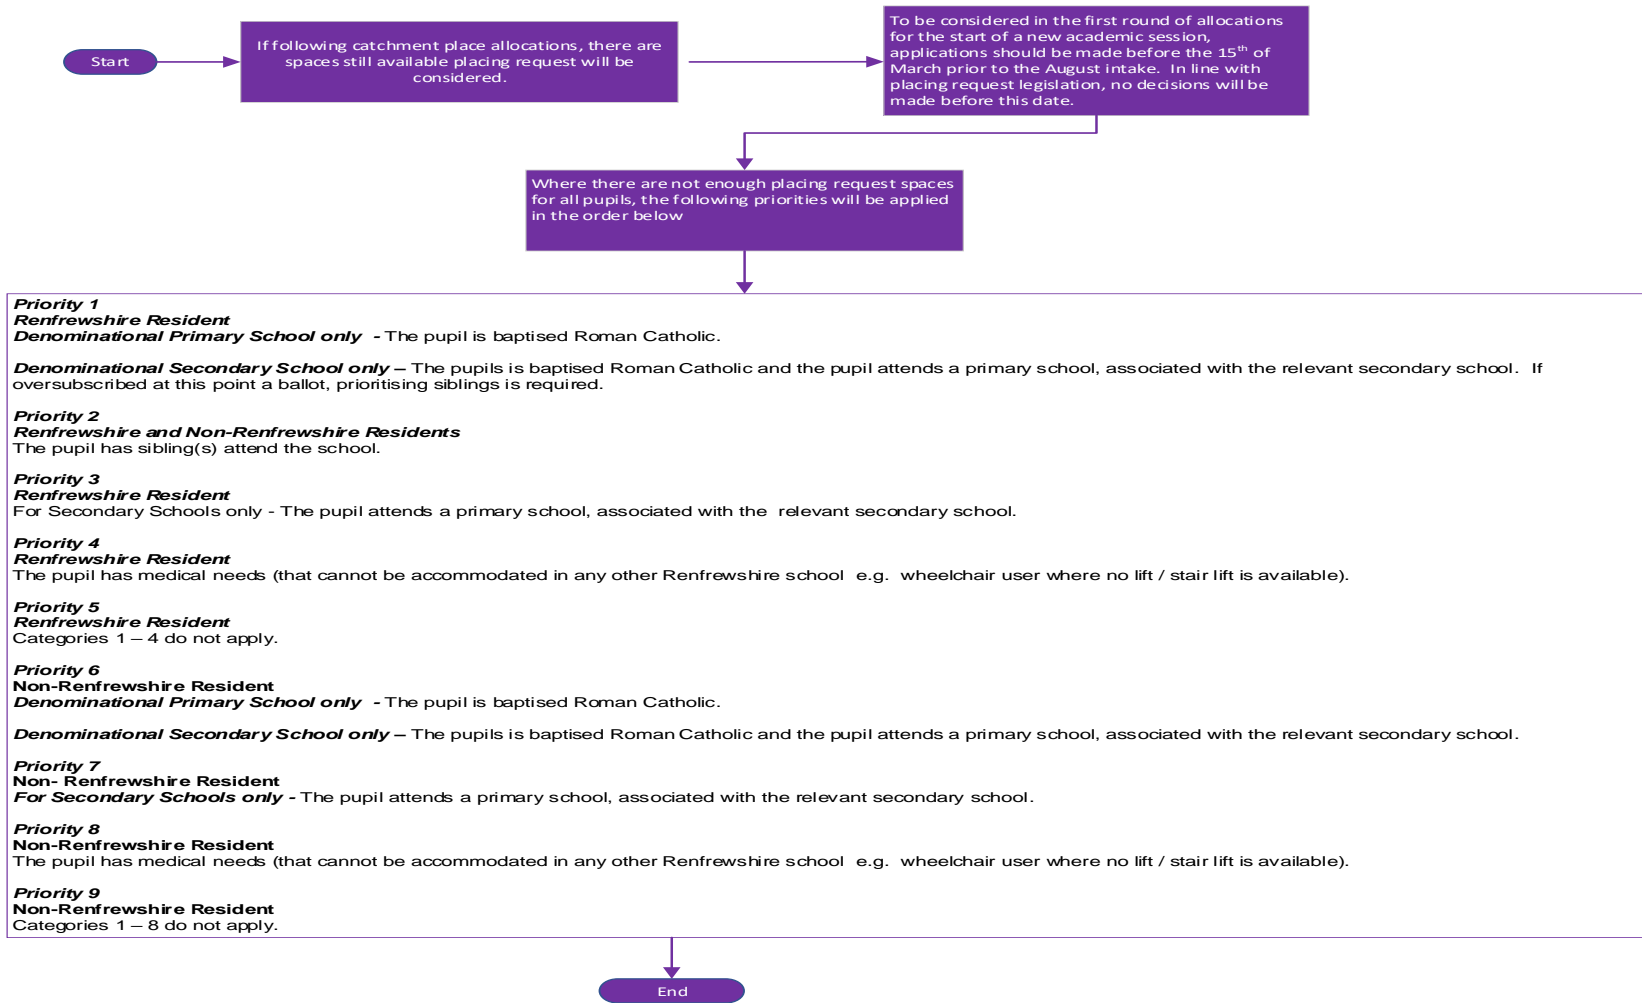 Start
If following catchment place allocations, there are
spaces still available placing request will be
considered.
To be considered in the first round of allocations
for the start of a new academic session,
applications should be made before the 15th of
March prior to the August intake.  In line with
placing request legislation, no decisions will be
made before this date.
Where there are not enough placing request spaces
for all pupils, the following priorities will be applied
in the order below
Priority 1
Renfrewshire Resident
Denominational Primary School only  - The pupil is baptised Roman Catholic.
Denominational Secondary School only – The pupils is baptised Roman Catholic and the pupil attends a primary school, associated with the relevant secondary school.  If
oversubscribed at this point a ballot, prioritising siblings is required.
Priority 2
Renfrewshire and Non-Renfrewshire Residents
The pupil has sibling(s) attend the school.
Priority 3
Renfrewshire Resident
For Secondary Schools only - The pupil attends a primary school, associated with the  relevant secondary school.
Priority 4
Renfrewshire Resident
The pupil has medical needs (that cannot be accommodated in any other Renfrewshire school  e.g.  wheelchair user where no lift / stair lift is available).
Priority 5
Renfrewshire Resident
Categories 1 – 4 do not apply.
Priority 6
Non-Renfrewshire Resident
Denominational Primary School only  - The pupil is baptised Roman Catholic.
Denominational Secondary School only – The pupils is baptised Roman Catholic and the pupil attends a primary school, associated with the relevant secondary school.
Priority 7
Non- Renfrewshire Resident
For Secondary Schools only - The pupil attends a primary school, associated with the relevant secondary school.
Priority 8
Non-Renfrewshire Resident
The pupil has medical needs (that cannot be accommodated in any other Renfrewshire school  e.g.  wheelchair user where no lift / stair lift is available).
Priority 9
Non-Renfrewshire Resident
Categories 1 – 8 do not apply.
End